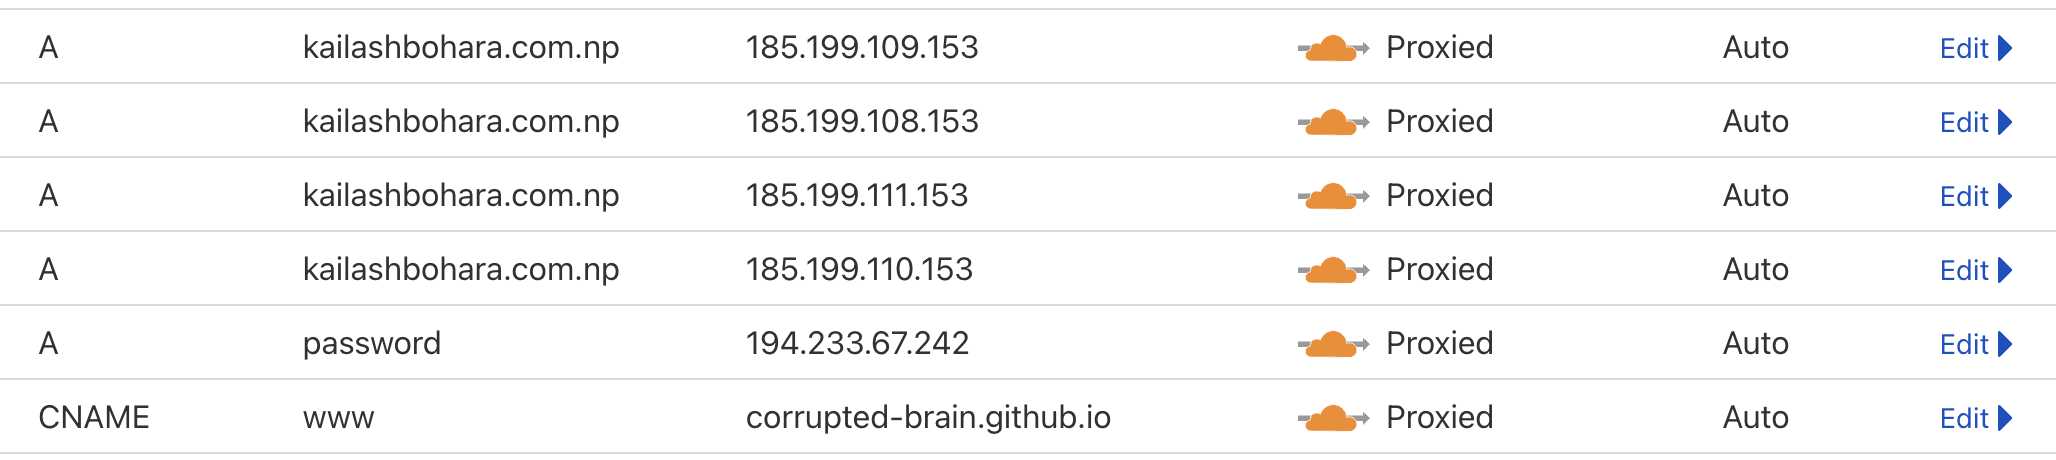 A kailashbohara.com.np 185.199.109.153 Proxied Auto Edit
A kailashbohara.com.np 185.199.108.153 Proxied Auto Edit
A kailashbohara.com.np 185.199.111.153 Proxied Auto Edit
A kailashbohara.com.np 185.199.110.153 Proxied Auto Edit
A password 194.233.67.242 Proxied Auto Edit
CNAME www corrupted-brain.github.io Proxied Auto Edit